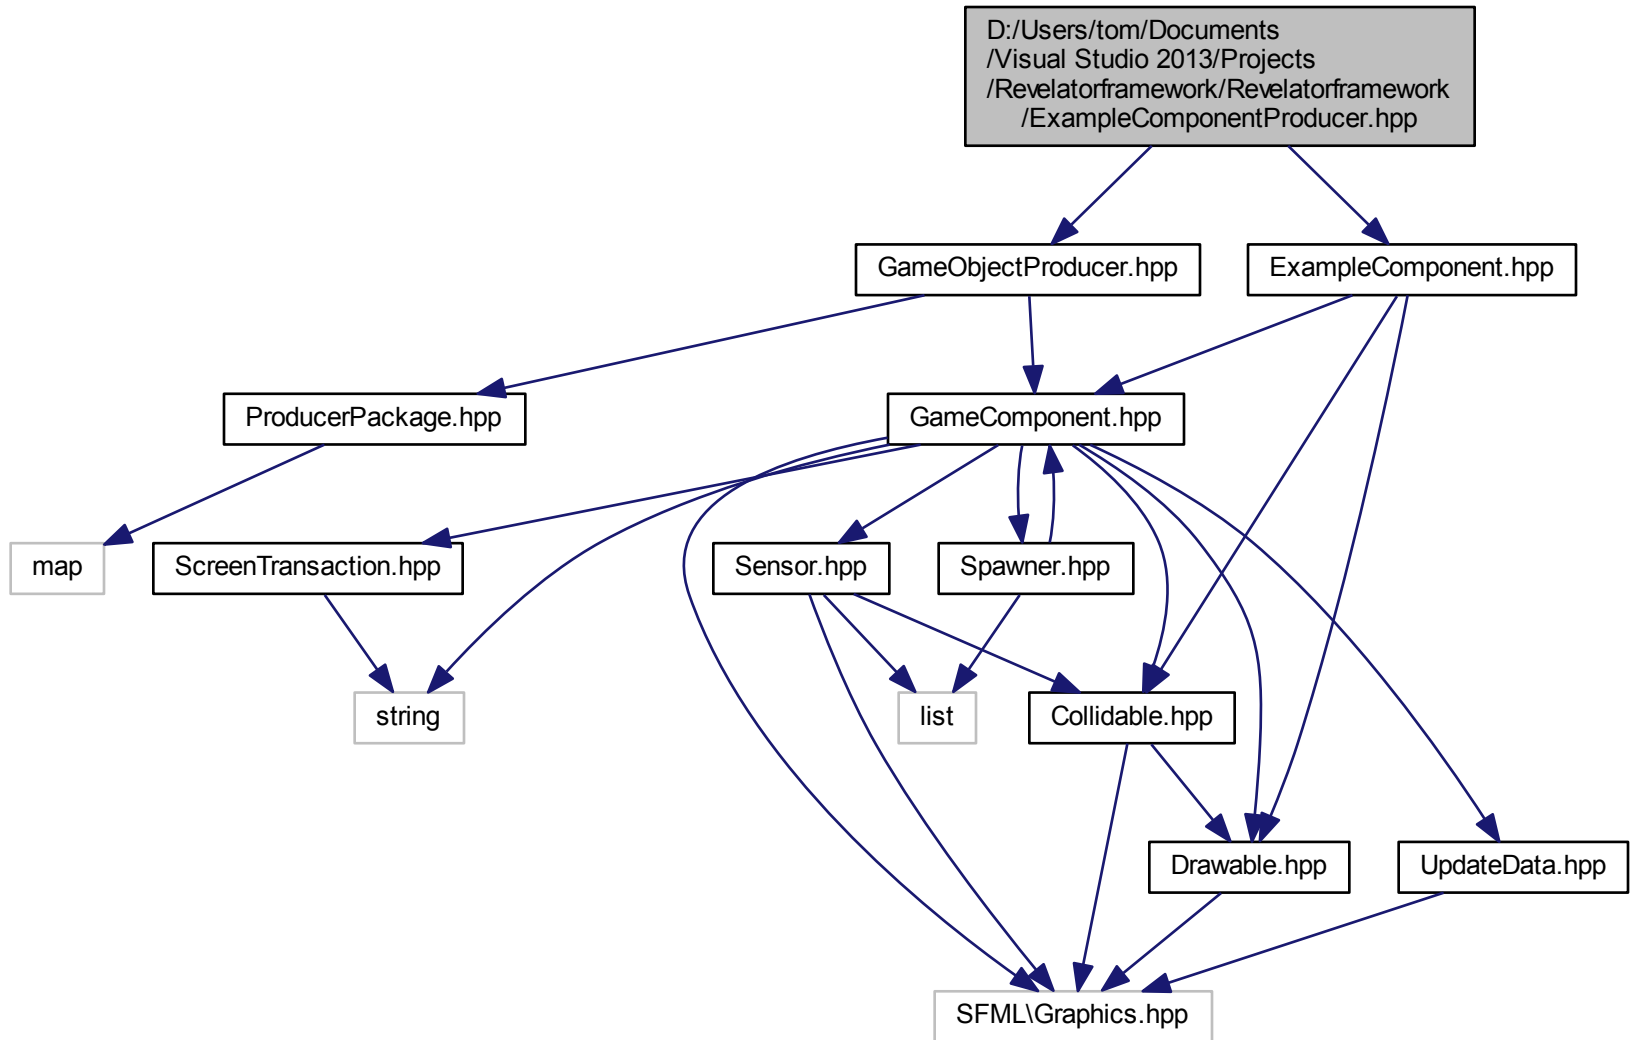 D:/Users/tom/Documents
/Visual Studio 2013/Projects
/Revelatorframework/Revelatorframework
/ExampleComponentProducer.hpp
GameObjectProducer.hpp
ExampleComponent.hpp
ProducerPackage.hpp
GameComponent.hpp
map
ScreenTransaction.hpp
Sensor.hpp
Spawner.hpp
string
list
Collidable.hpp
Drawable.hpp
UpdateData.hpp
SFML\Graphics.hpp